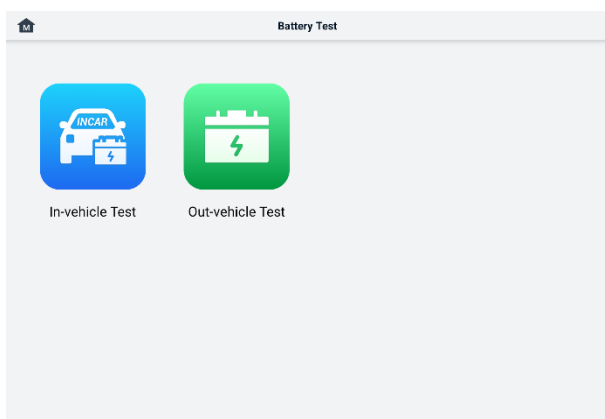 M
Battery Test
INCAR
In-vehicle Test
Out-vehicle Test